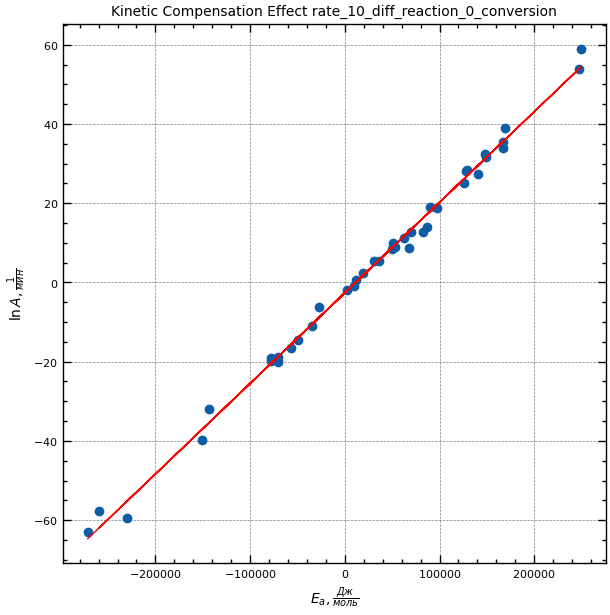 Kinetic Compensation Effect rate_10_diff_reaction_0_conversion
60
40
20
0
−20
−40
−60
ln A, 1/мин
−200000 −100000 0 100000 200000
E_a, Дж/моль